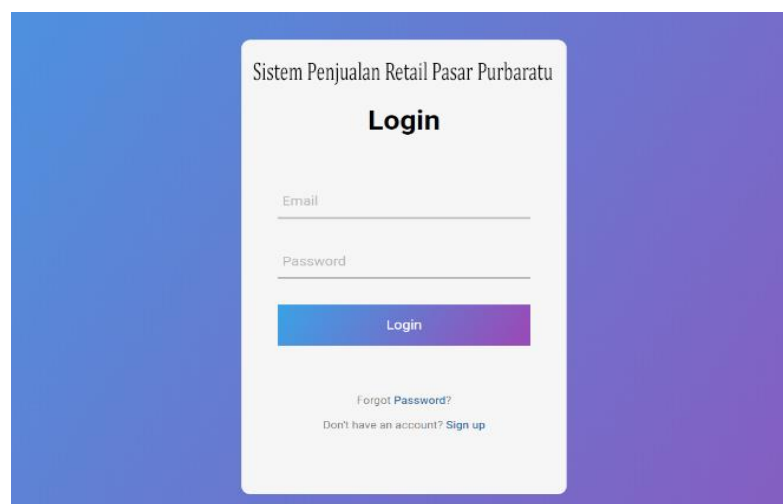 Sistem Penjualan Retail Pasar Purbaratu
Login
Email
Password
Login
Forgot Password?
Don't have an account? Sign up